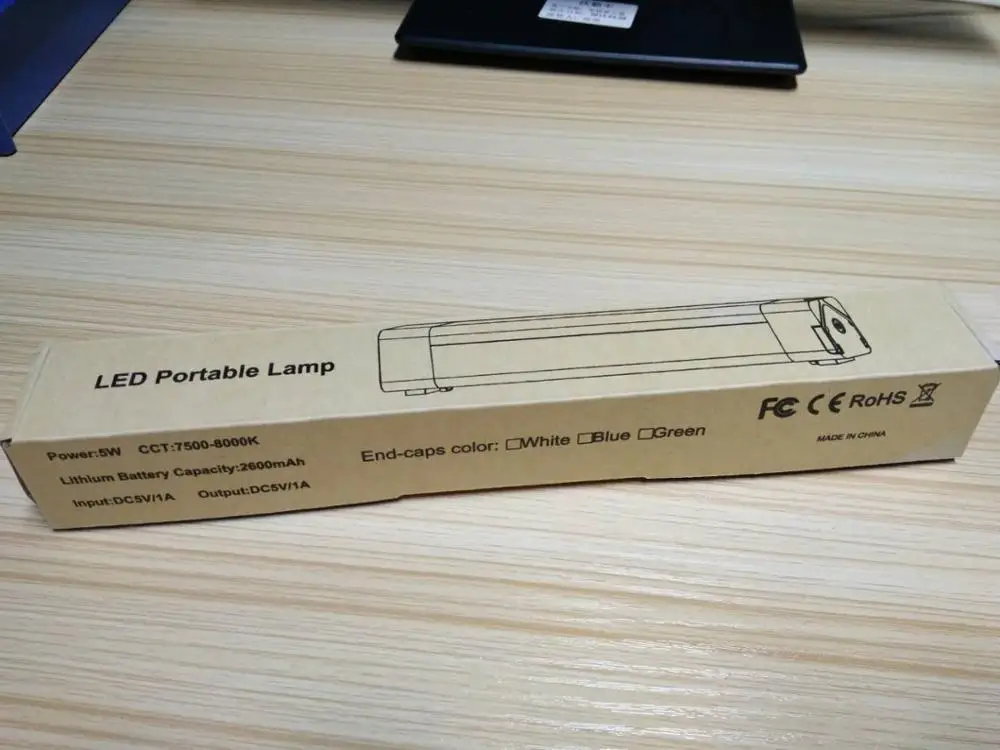 LED Portable Lamp
Power:5W CCT:7500-8000K
Lithium Battery Capacity:2600mAh
Input:DC5V/1A Output:DC5V/1A
End-caps color: □White □Blue □Green
FC CE RoHS
MADE IN CHINA